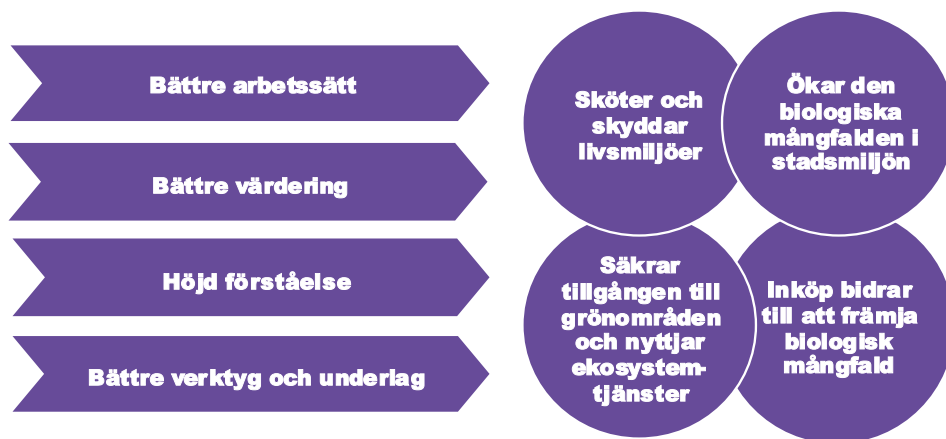 Bättre arbetssätt
Bättre värdering
Höjd förståelse
Bättre verktyg och underlag
Sköter och
skyddar
livsmiljöer
Ökar den
biologiska
mångfalden i
stadsmiljön
Säkrar
tillgången till
grönområden
och nyttjar
ekosystem-
tjänster
Inköp bidrar
till att främja
biologisk
mångfald